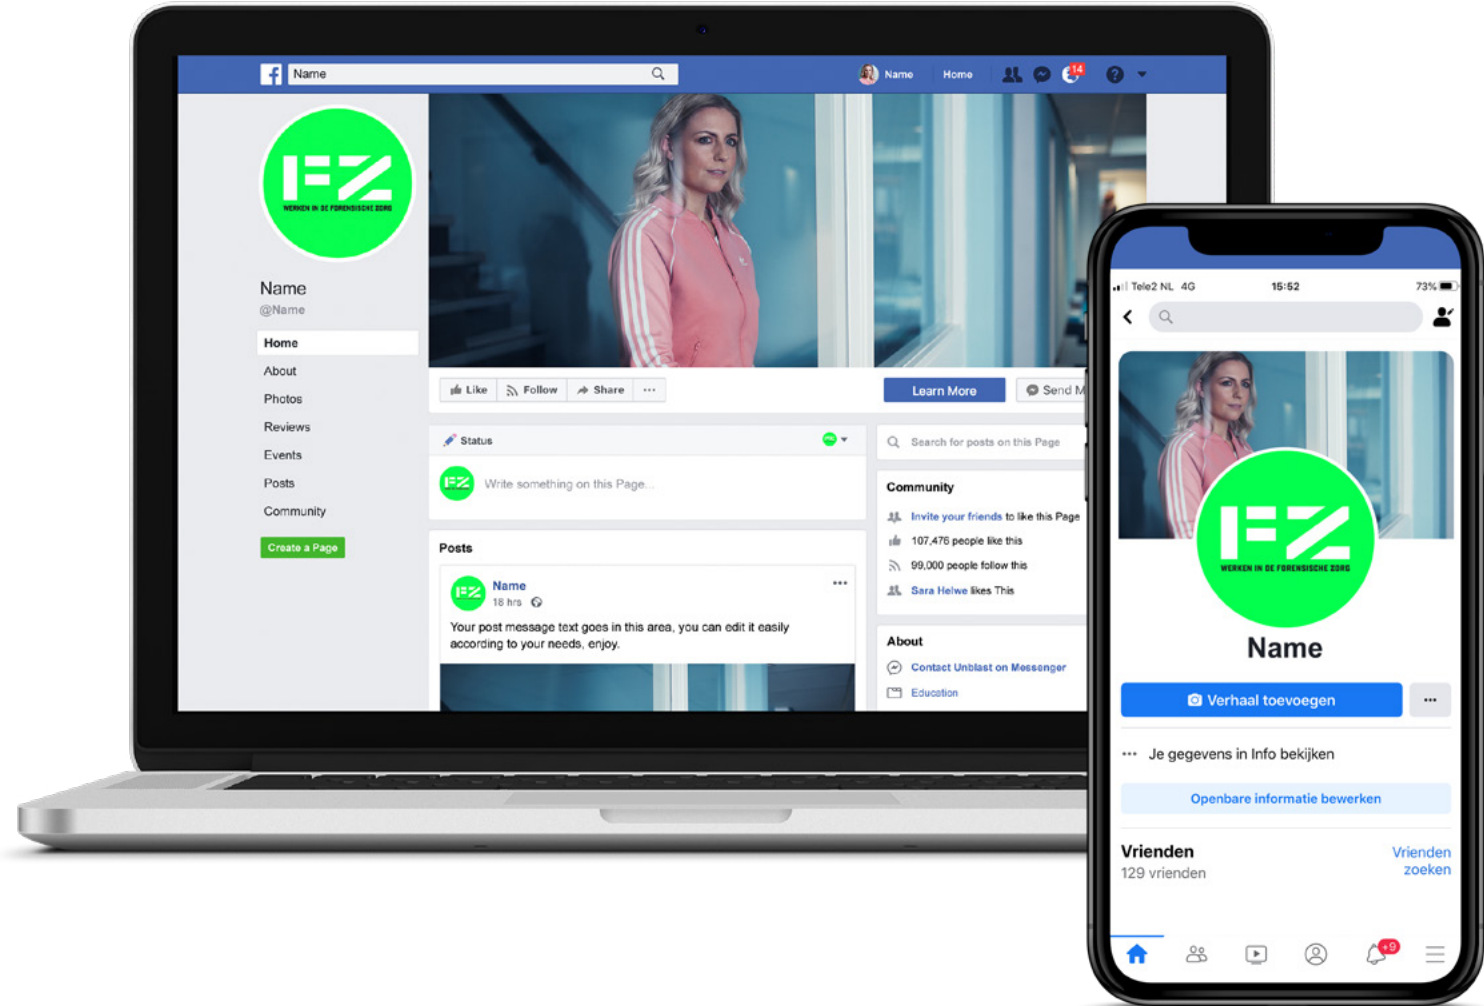 Name
Name
Home
14
FZ
WERKEN IN DE FORENSISCHE ZORG
Name
@Name
Home
About
Photos
Reviews
Events
Posts
Community
Create a Page
Like
Follow
Share
Learn More
Send M
Status
Write something on this Page...
Posts
Name
18 hrs
Your post message text goes in this area, you can edit it easily
according to your needs, enjoy.
Search for posts on this Page
Community
Invite your friends to like this Page
107,476 people like this
99,000 people follow this
Sara Helwe likes This
About
Contact Unblast on Messenger
Education
Tele2 NL 4G
15:52
73%
FZ
WERKEN IN DE FORENSISCHE ZORG
Name
Verhaal toevoegen
Je gegevens in Info bekijken
Openbare informatie bewerken
Vrienden
129 vrienden
Vrienden
zoeken
+9